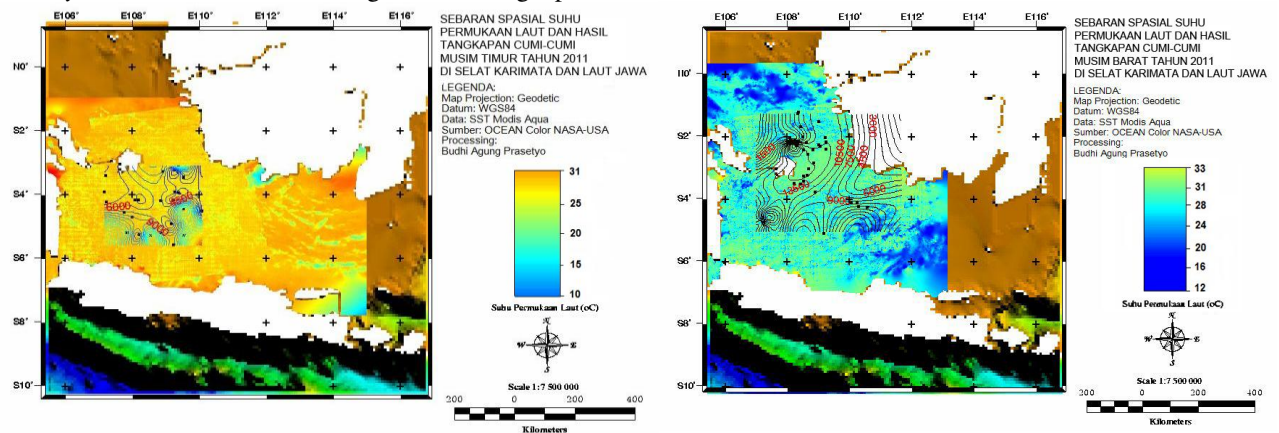 E106° E108° E110° E112° E114° E116°
SEBARAN SPASIAL SUHU
PERMUKAAN LAUT DAN HASIL
TANGKAPAN CUMI-CUMI
MUSIM TIMUR TAHUN 2011
DI SELAT KARIMATA DAN LAUT JAWA
LEGENDA:
Map Projection: Geodetic
Datum: WGS84
Data: SST Modis Aqua
Sumber: OCEAN Color NASA-USA
Processing:
Budhi Agung Prasetyo
31
25
20
15
10
Suhu Permukaan Laut (oC)
N
W E
S
Scale 1:7 500 000
0 300 600
Kilometers
N0°
S2°
S4°
S6°
S8°
S10°
6000
9000
E106° E108° E110° E112° E114° E116°
SEBARAN SPASIAL SUHU
PERMUKAAN LAUT DAN HASIL
TANGKAPAN CUMI-CUMI
MUSIM BARAT TAHUN 2011
DI SELAT KARIMATA DAN LAUT JAWA
LEGENDA:
Map Projection: Geodetic
Datum: WGS84
Data: SST Modis Aqua
Sumber: OCEAN Color NASA-USA
Processing:
Budhi Agung Prasetyo
33
28
24
20
16
12
Suhu Permukaan Laut (oC)
N
W E
S
Scale 1:7 500 000
0
Kilometers
S2°
S4°
S6°
S8°
S10°
9000